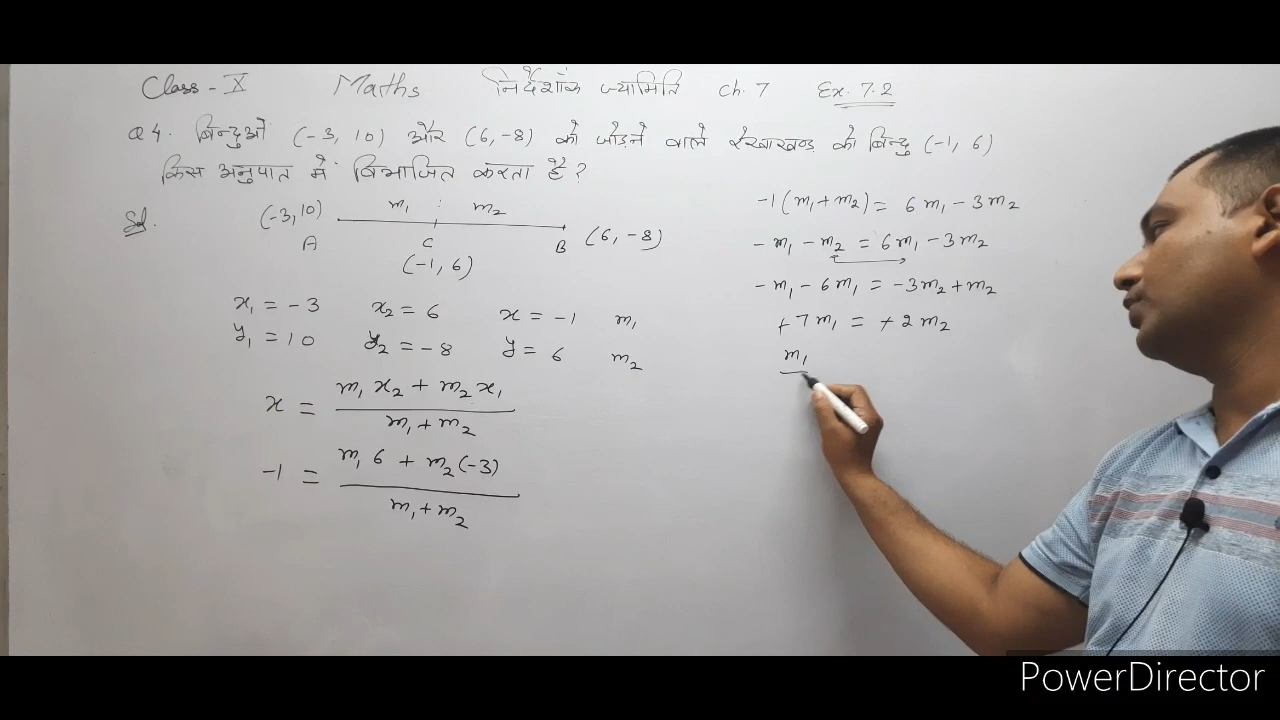 Class - X Maths निर्देशांक ज्यामिति Ch. 7 Ex. 7.2
Q 4. बिन्दुओं (-3, 10) और (6, -8) को जोड़ने वाले रेखाखण्ड को बिन्दु (-1, 6)
किस अनुपात में विभाजित करता है ?
Sol.
(-3, 10) m₁ : m₂
A C B (6, -8)
(-1, 6)
x₁ = -3 x₂ = 6 x = -1 m₁
y₁ = 10 y₂ = -8 y = 6 m₂
x = (m₁ x₂ + m₂ x₁) / (m₁ + m₂)
-1 = (m₁ 6 + m₂ (-3)) / (m₁ + m₂)
-1 (m₁ + m₂) = 6 m₁ - 3 m₂
- m₁ - m₂ = 6 m₁ - 3 m₂
- m₁ - 6 m₁ = -3 m₂ + m₂
+ 7 m₁ = + 2 m₂
m₁
PowerDirector